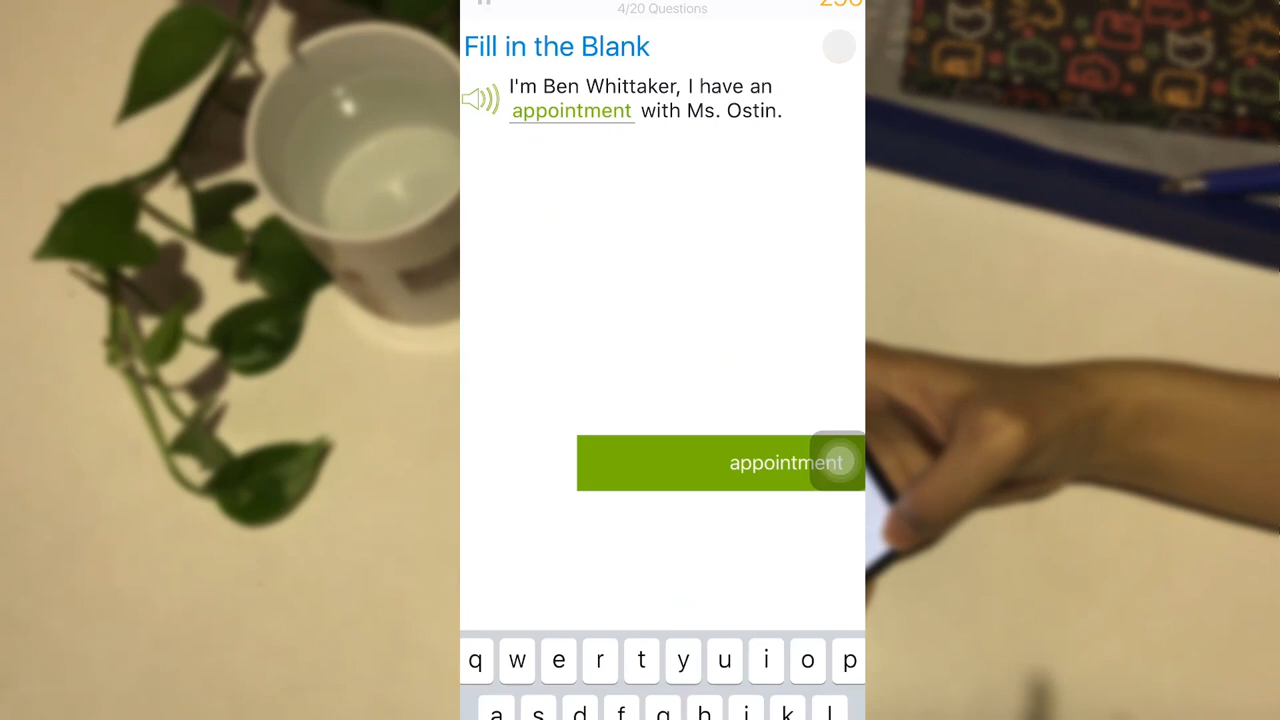 4/20 Questions
Fill in the Blank
I'm Ben Whittaker, I have an
appointment with Ms. Ostin.
appointment
q w e r t y u i o p
a s d f g h j k l